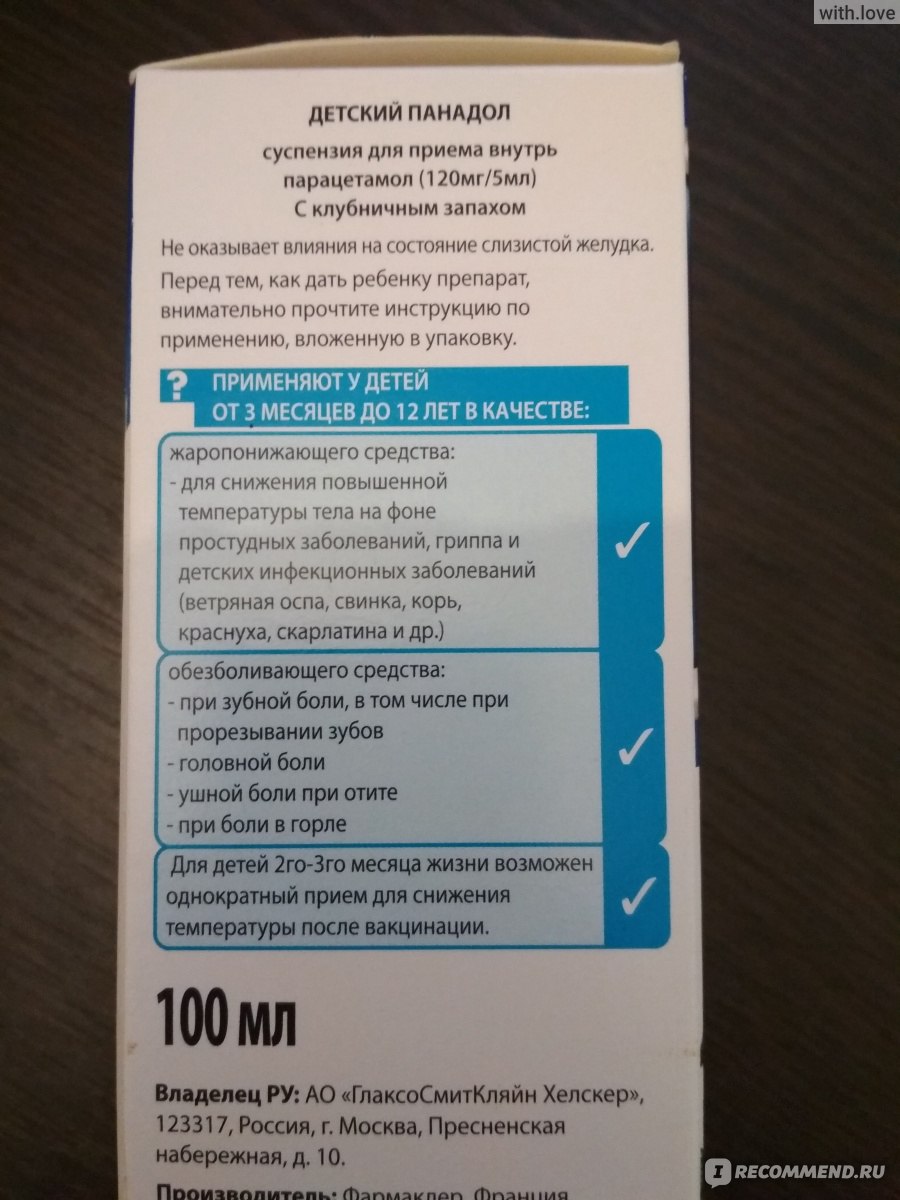 with.love
ДЕТСКИЙ ПАНАДОЛ
суспензия для приема внутрь
парацетамол (120мг/5мл)
С клубничным запахом
Не оказывает влияния на состояние слизистой желудка.
Перед тем, как дать ребенку препарат,
внимательно прочтите инструкцию по
применению, вложенную в упаковку.
? ПРИМЕНЯЮТ У ДЕТЕЙ
ОТ 3 МЕСЯЦЕВ ДО 12 ЛЕТ В КАЧЕСТВЕ:
жаропонижающего средства:
- для снижения повышенной
температуры тела на фоне
простудных заболеваний, гриппа и
детских инфекционных заболеваний
(ветряная оспа, свинка, корь,
краснуха, скарлатина и др.)
обезболивающего средства:
- при зубной боли, в том числе при
прорезывании зубов
- головной боли
- ушной боли при отите
- при боли в горле
Для детей 2го-3го месяца жизни возможен
однократный прием для снижения
температуры после вакцинации.
100 мл
Владелец РУ: АО «ГлаксоСмитКляйн Хелскер»,
123317, Россия, г. Москва, Пресненская
набережная, д. 10.
Производитель: Фармаклер, Франция
IRECOMMEND.RU